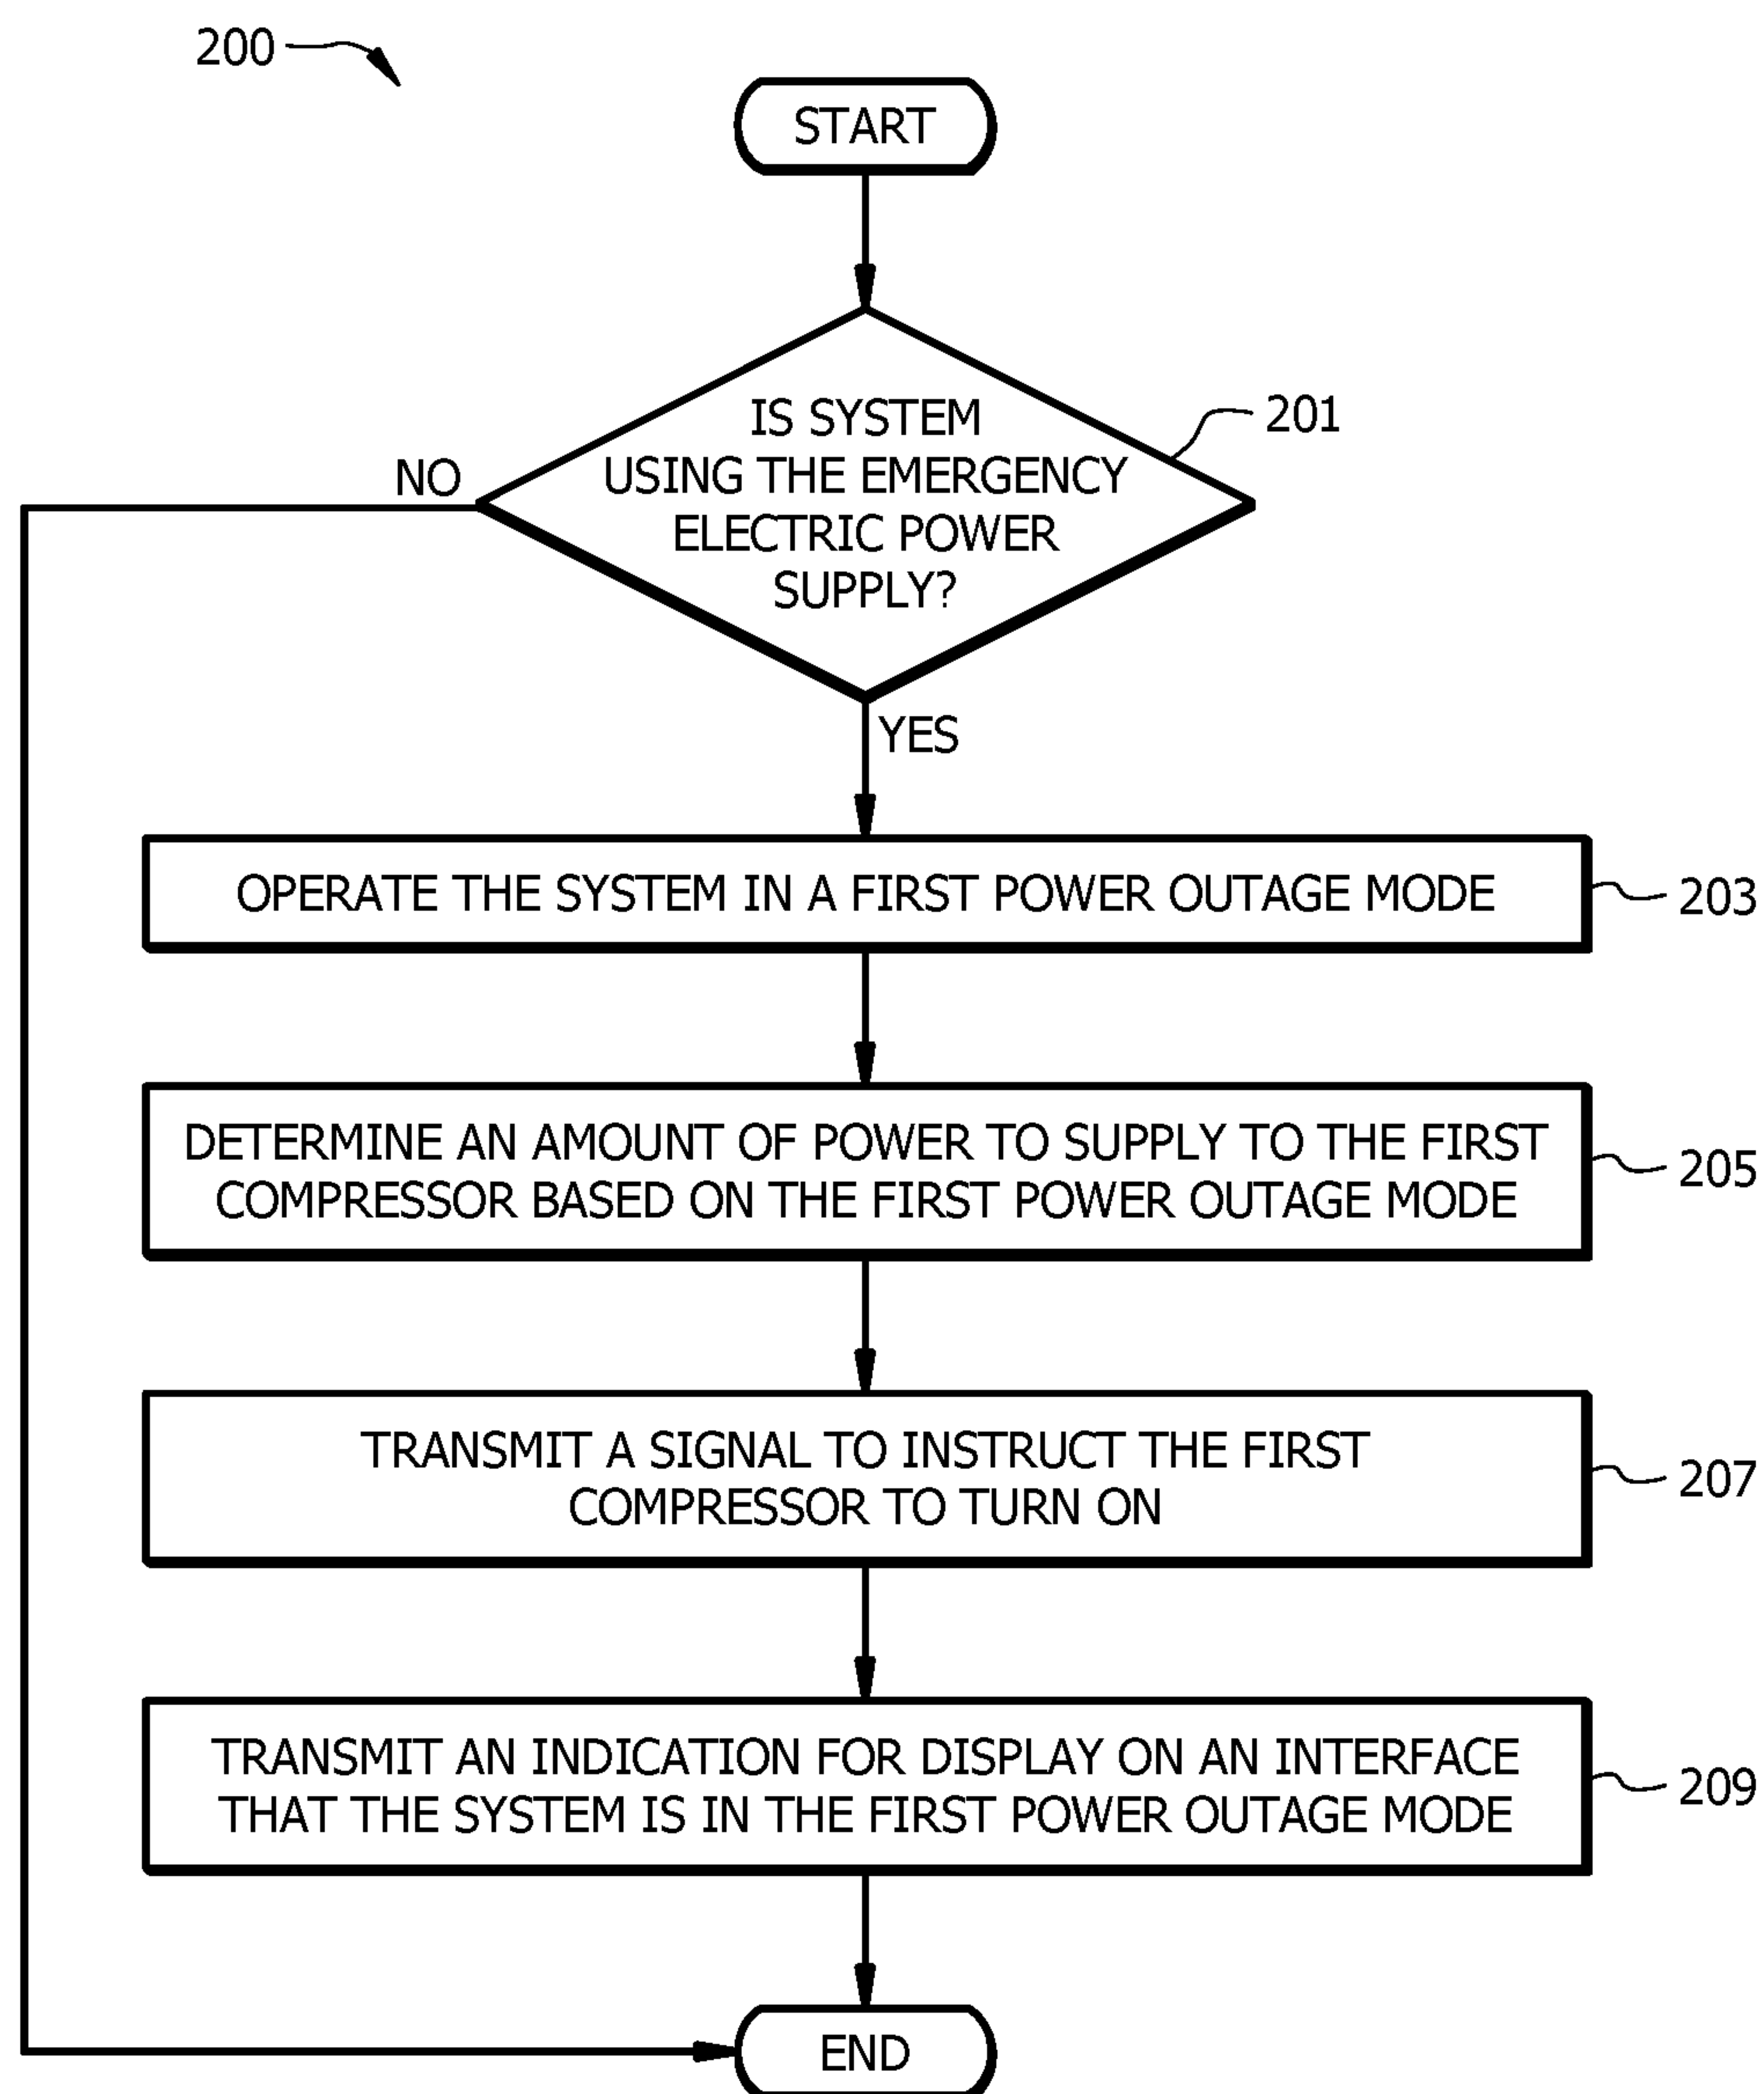 200
START
IS SYSTEM
USING THE EMERGENCY
ELECTRIC POWER
SUPPLY?
201
NO
YES
OPERATE THE SYSTEM IN A FIRST POWER OUTAGE MODE
203
DETERMINE AN AMOUNT OF POWER TO SUPPLY TO THE FIRST
COMPRESSOR BASED ON THE FIRST POWER OUTAGE MODE
205
TRANSMIT A SIGNAL TO INSTRUCT THE FIRST
COMPRESSOR TO TURN ON
207
TRANSMIT AN INDICATION FOR DISPLAY ON AN INTERFACE
THAT THE SYSTEM IS IN THE FIRST POWER OUTAGE MODE
209
END